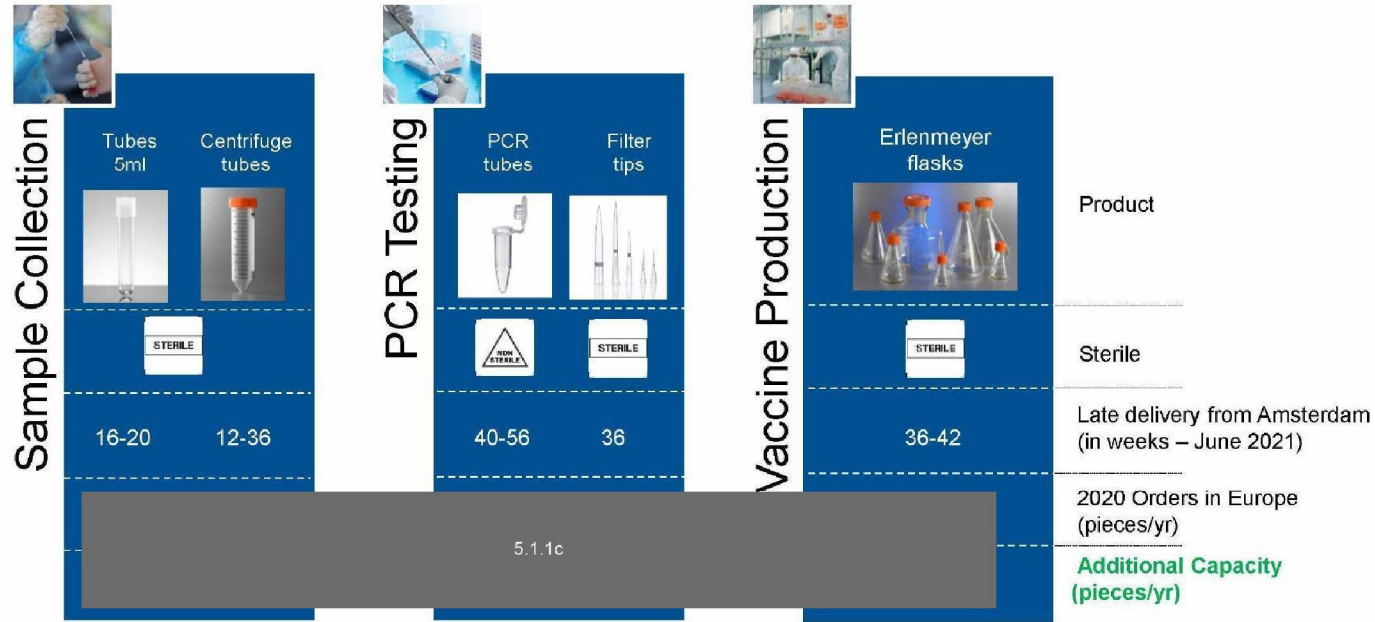 Sample Collection
Tubes
5ml
Centrifuge
tubes
STERILE
16-20
12-36
PCR Testing
PCR
tubes
Filter
tips
NON
STERILE
STERILE
40-56
36
Vaccine Production
Erlenmeyer
flasks
STERILE
36-42
5.1.1c
Product
Sterile
Late delivery from Amsterdam
(in weeks – June 2021)
2020 Orders in Europe
(pieces/yr)
Additional Capacity
(pieces/yr)